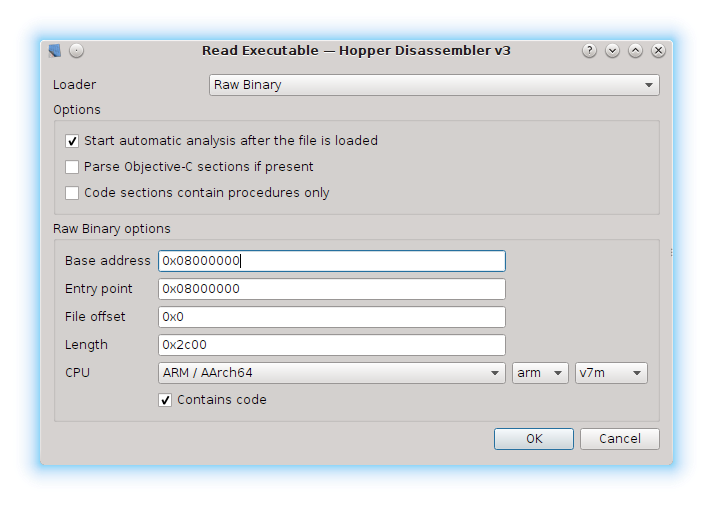 Read Executable — Hopper Disassembler v3
Loader Raw Binary
Options
Start automatic analysis after the file is loaded
Parse Objective-C sections if present
Code sections contain procedures only
Raw Binary options
Base address 0x08000000
Entry point 0x08000000
File offset 0x0
Length 0x2c00
CPU ARM / AArch64 arm v7m
Contains code
OK Cancel